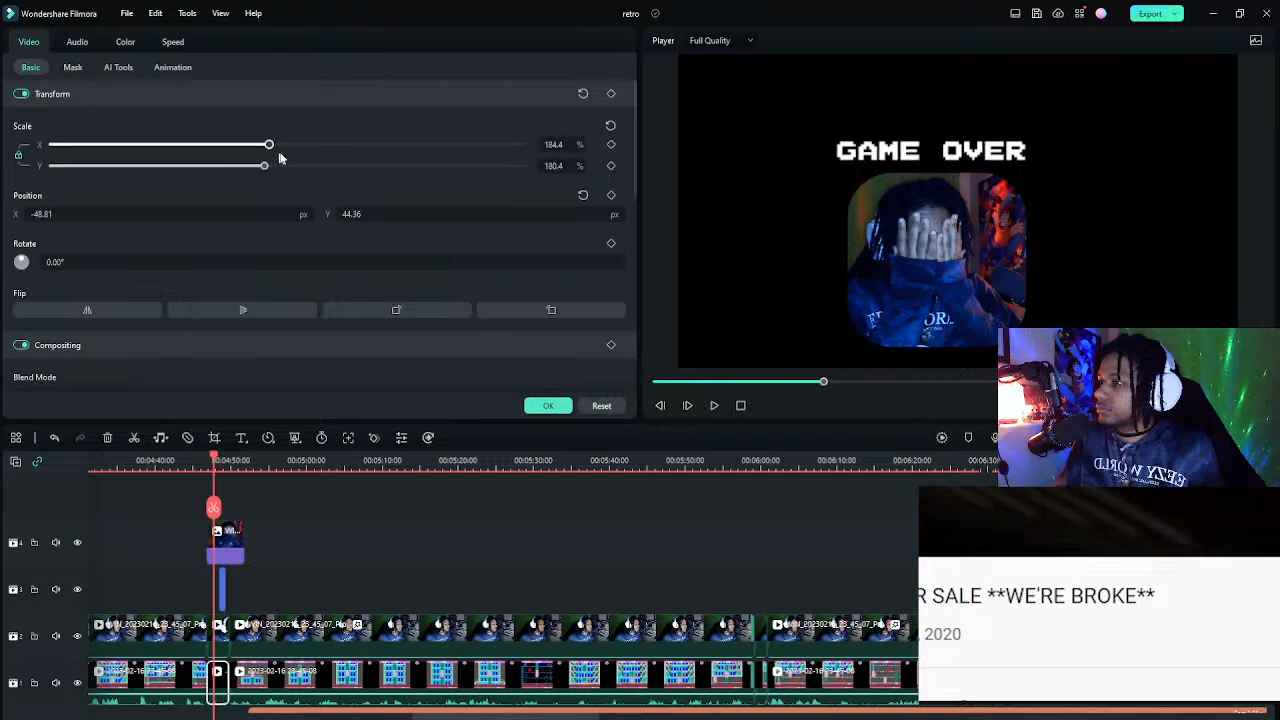 Wondershare Filmora File Edit Tools View Help retro Export
Video Audio Color Speed
Player Full Quality
Basic Mask AI Tools Animation
Transform
Scale
X 184.4 %
Y 180.4 %
Position
X -48.81 px Y 44.36 px
Rotate
0.00°
Flip
Compositing
Blend Mode
OK Reset
GAME OVER
00:04:40:00 00:04:50:00 00:05:00:00 00:05:10:00 00:05:20:00 00:05:30:00 00:05:40:00 00:05:50:00 00:06:00:00 00:06:10:00 00:06:20:00 00:06:30
R SALE **WE'RE BROKE**
, 2020